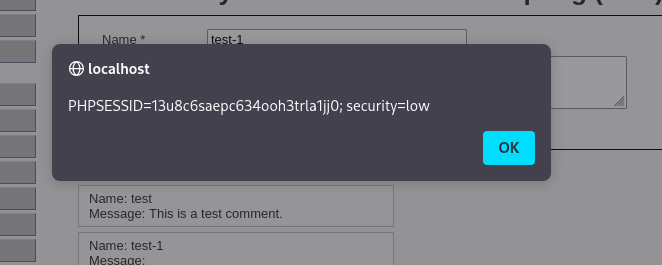 Name * test-1
localhost
PHPSESSID=13u8c6saepc634ooh3trla1jj0; security=low
OK
Name: test
Message: This is a test comment.
Name: test-1
Message: